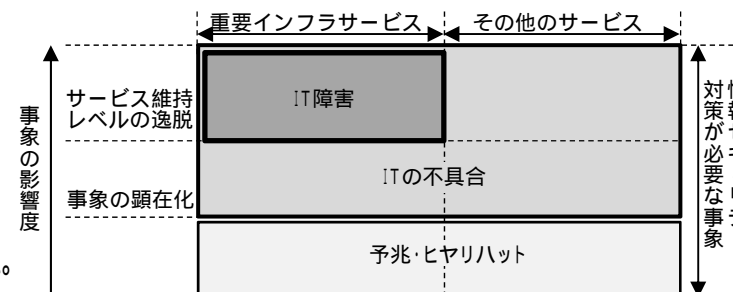 重要インフラサービス
その他のサービス
事象の影響度
サービス維持
レベルの逸脱
事象の顕在化
IT障害
ITの不具合
予兆・ヒヤリハット
対策が必要な事象